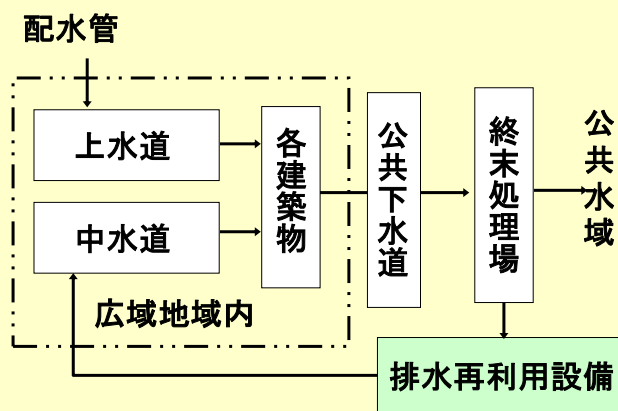 配水管
上水道
中水道
各建築物
広域地域内
公共下水道
終末処理場
公共水域
排水再利用設備